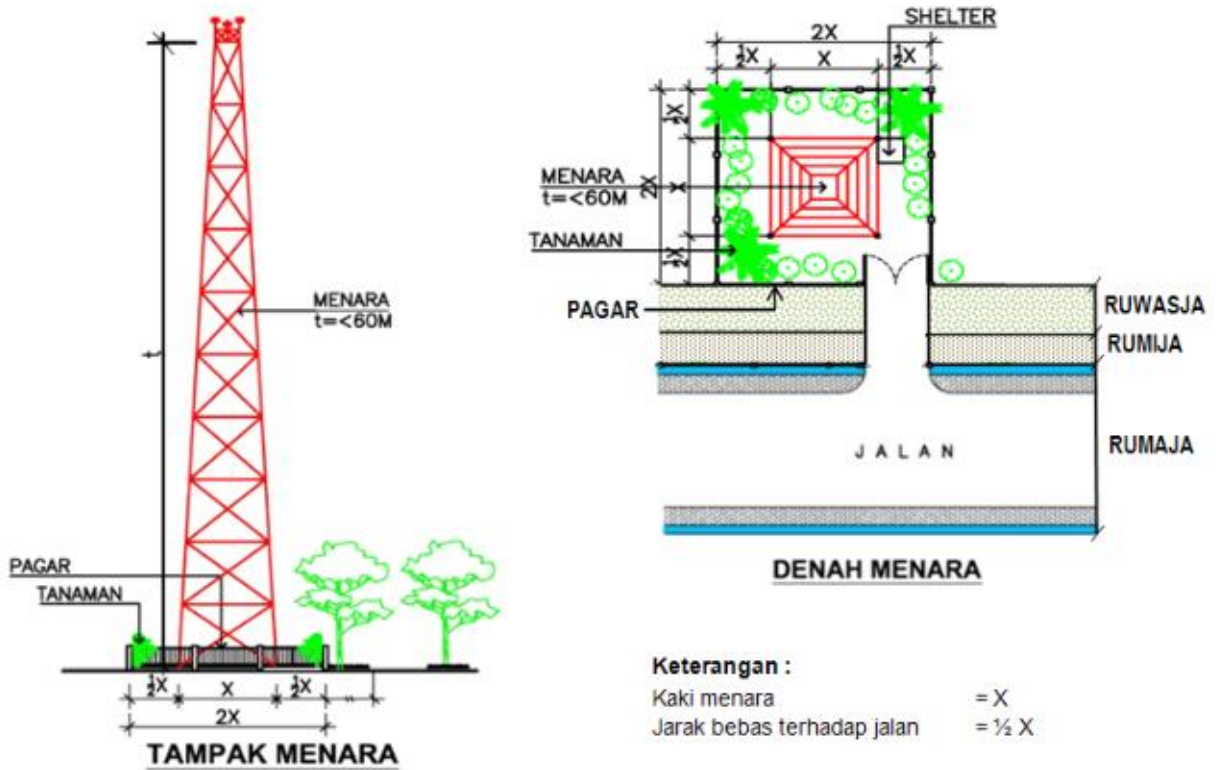 t
MENARA
t=<60M
PAGAR
TANAMAN
½X
X
½X
2X
TAMPAK MENARA
SHELTER
2X
½X
X
½X
½X
X
½X
2X
MENARA
t=<60M
TANAMAN
PAGAR
RUWASJA
RUMIJA
RUMAJA
JALAN
DENAH MENARA
Keterangan :
Kaki menara = X
Jarak bebas terhadap jalan = ½ X